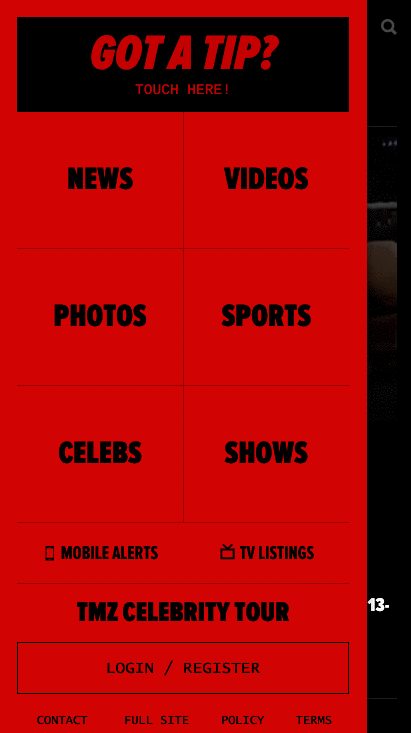 GOT A TIP?
TOUCH HERE!
NEWS
VIDEOS
PHOTOS
SPORTS
CELEBS
SHOWS
MOBILE ALERTS
TV LISTINGS
TMZ CELEBRITY TOUR
13-
LOGIN / REGISTER
CONTACT
FULL SITE
POLICY
TERMS